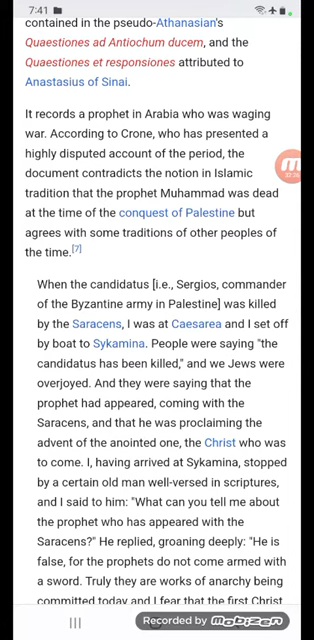 7:41
contained in the pseudo-Athanasian's
Quaestiones ad Antiochum ducem, and the
Quaestiones et responsiones attributed to
Anastasius of Sinai.
It records a prophet in Arabia who was waging
war. According to Crone, who has presented a
highly disputed account of the period, the
document contradicts the notion in Islamic
tradition that the prophet Muhammad was dead
at the time of the conquest of Palestine but
agrees with some traditions of other peoples of
the time.[7]
When the candidatus [i.e., Sergios, commander
of the Byzantine army in Palestine] was killed
by the Saracens, I was at Caesarea and I set off
by boat to Sykamina. People were saying "the
candidatus has been killed," and we Jews were
overjoyed. And they were saying that the
prophet had appeared, coming with the
Saracens, and that he was proclaiming the
advent of the anointed one, the Christ who was
to come. I, having arrived at Sykamina, stopped
by a certain old man well-versed in scriptures,
and I said to him: "What can you tell me about
the prophet who has appeared with the
Saracens?" He replied, groaning deeply: "He is
false, for the prophets do not come armed with
a sword. Truly they are works of anarchy being
committed today and I fear that the first Christ
Recorded by mobizen